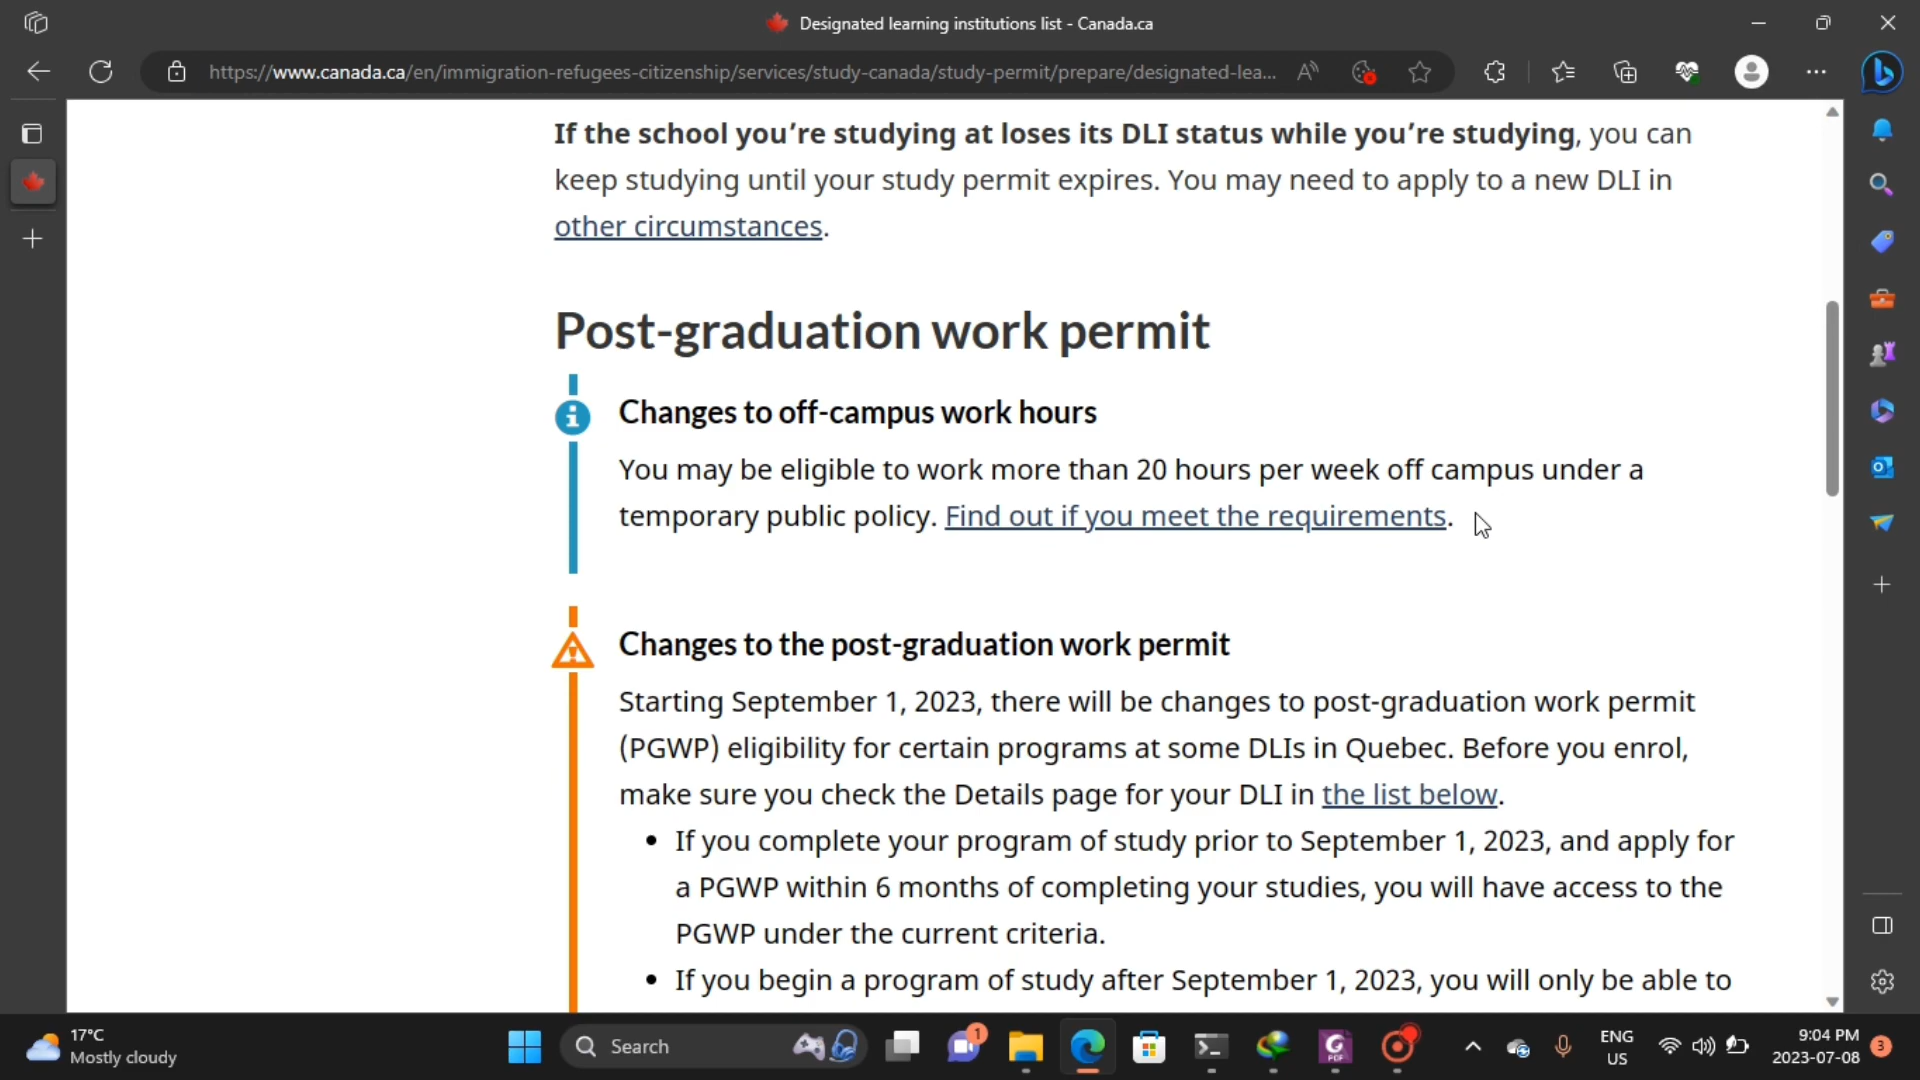 Designated learning institutions list - Canada.ca
https://www.canada.ca/en/immigration-refugees-citizenship/services/study-canada/study-permit/prepare/designated-lea...
If the school you’re studying at loses its DLI status while you’re studying, you can
keep studying until your study permit expires. You may need to apply to a new DLI in
other circumstances.
Post-graduation work permit
Changes to off-campus work hours
You may be eligible to work more than 20 hours per week off campus under a
temporary public policy. Find out if you meet the requirements.
Changes to the post-graduation work permit
Starting September 1, 2023, there will be changes to post-graduation work permit
(PGWP) eligibility for certain programs at some DLIs in Quebec. Before you enrol,
make sure you check the Details page for your DLI in the list below.
• If you complete your program of study prior to September 1, 2023, and apply for
a PGWP within 6 months of completing your studies, you will have access to the
PGWP under the current criteria.
• If you begin a program of study after September 1, 2023, you will only be able to
17°C
Mostly cloudy
Search
1
PDF
ENG
US
9:04 PM
2023-07-08
3